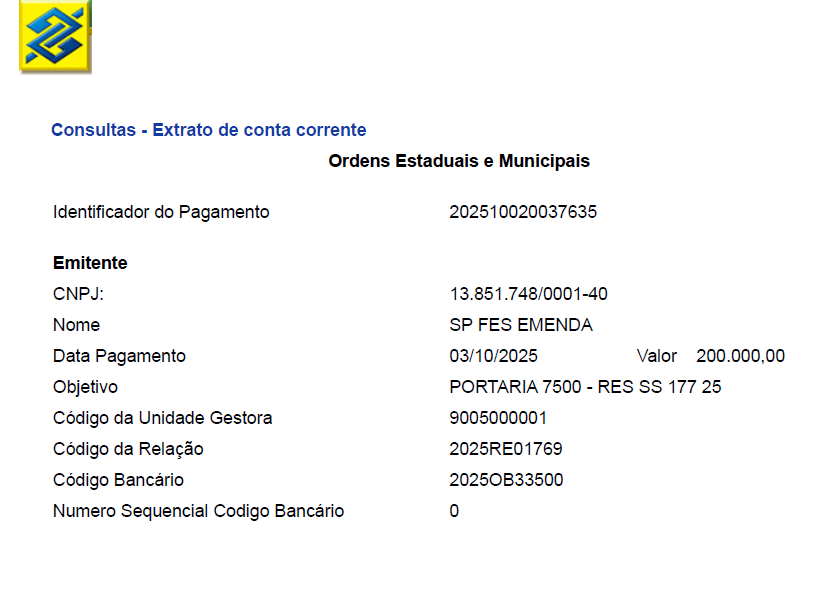 Consultas - Extrato de conta corrente
Ordens Estaduais e Municipais
Identificador do Pagamento 202510020037635
Emitente
CNPJ: 13.851.748/0001-40
Nome SP FES EMENDA
Data Pagamento 03/10/2025 Valor 200.000,00
Objetivo PORTARIA 7500 - RES SS 177 25
Código da Unidade Gestora 9005000001
Código da Relação 2025RE01769
Código Bancário 2025OB33500
Numero Sequencial Codigo Bancário 0